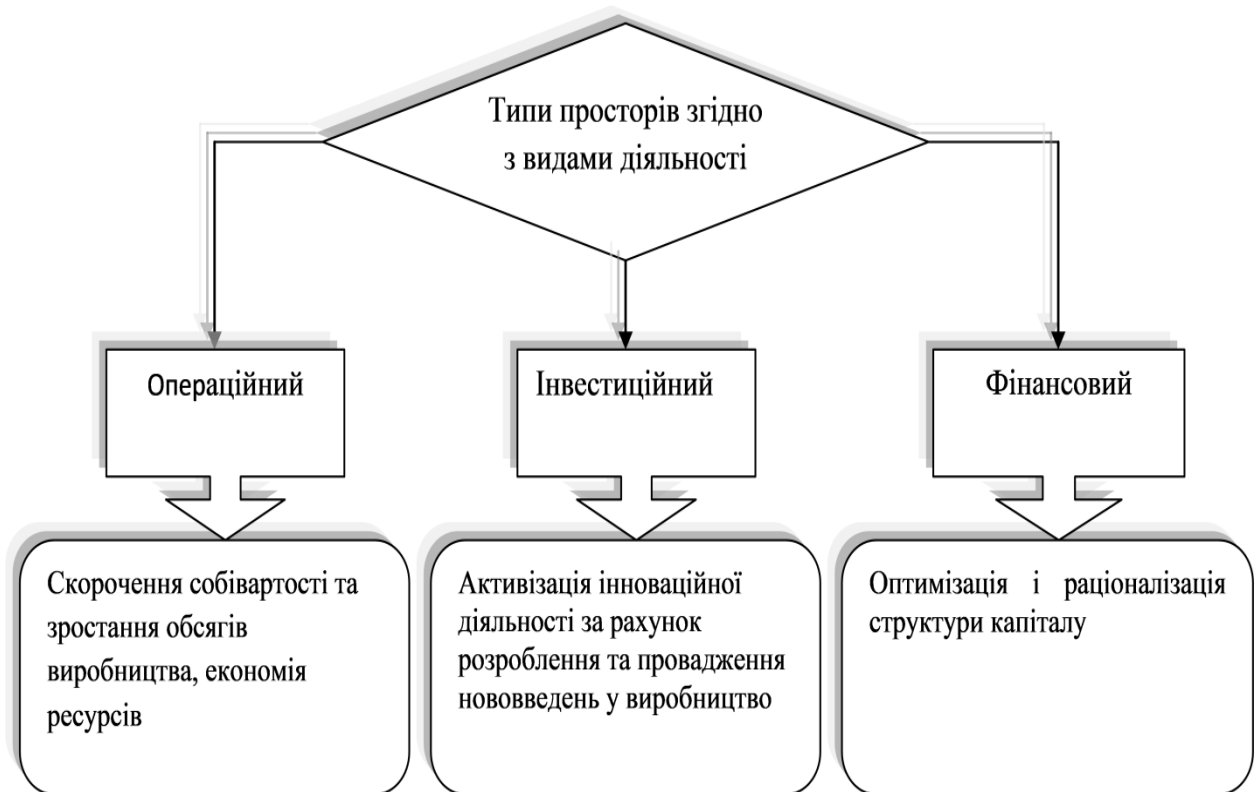 Типи просторів згідно
з видами діяльності
Операційний
Інвестиційний
Фінансовий
Скорочення собівартості та
зростання обсягів
виробництва, економія
ресурсів
Активізація інноваційної
діяльності за рахунок
розроблення та провадження
нововведень у виробництво
Оптимізація і раціоналізація
структури капіталу